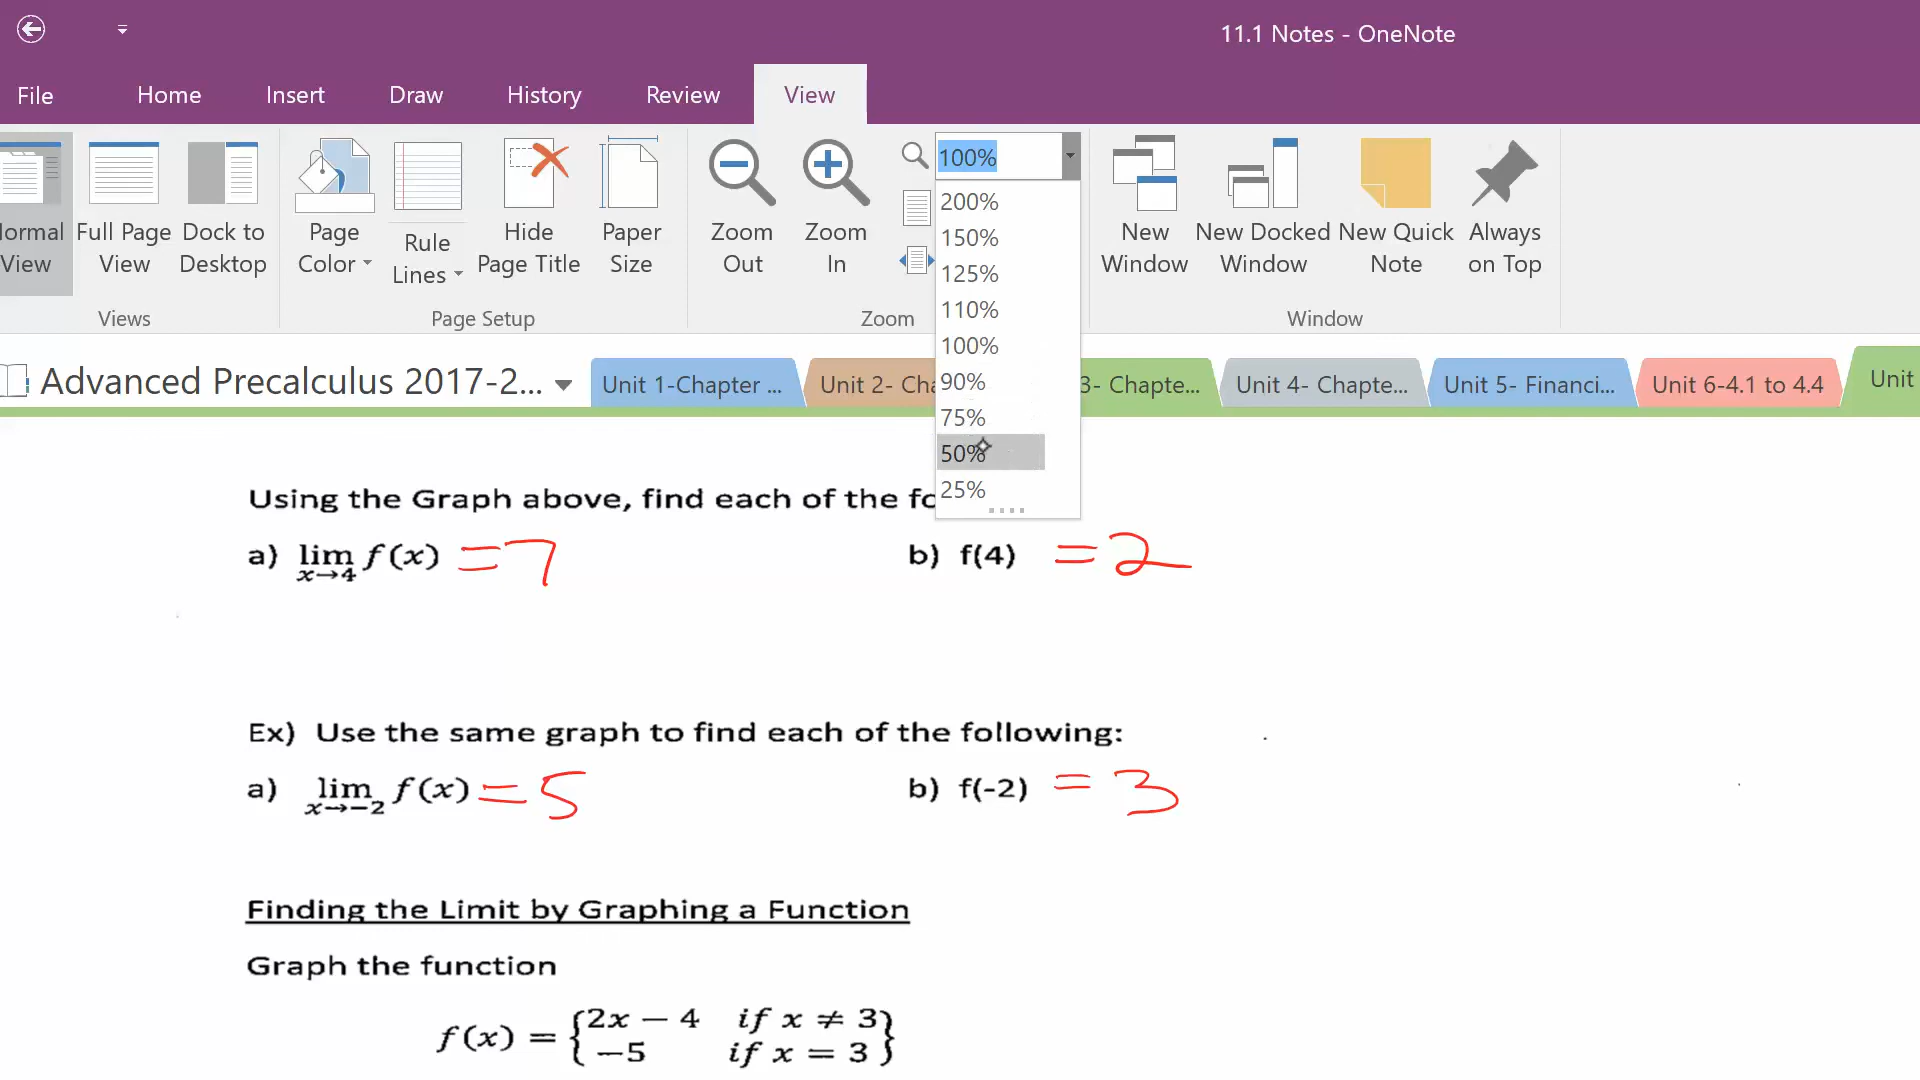 11.1 Notes - OneNote
File Home Insert Draw History Review View
Normal View
Full Page View
Dock to Desktop
Page Color
Rule Lines
Hide Page Title
Paper Size
Zoom Out
Zoom In
100%
200%
150%
125%
110%
100%
90%
75%
50%
25%
New Window
New Docked Window
New Quick Note
Always on Top
Views Page Setup Zoom Window
Advanced Precalculus 2017-2... Unit 1-Chapter ... Unit 2- Cha 3- Chapte... Unit 4- Chapte... Unit 5- Financi... Unit 6-4.1 to 4.4 Unit
Using the Graph above, find each of the fo
a) lim x→4 f(x) = 7 b) f(4) = 2
Ex) Use the same graph to find each of the following:
a) lim x→-2 f(x) = 5 b) f(-2) = 3
Finding the Limit by Graphing a Function
Graph the function
f(x) = {2x − 4 if x ≠ 3
−5 if x = 3}